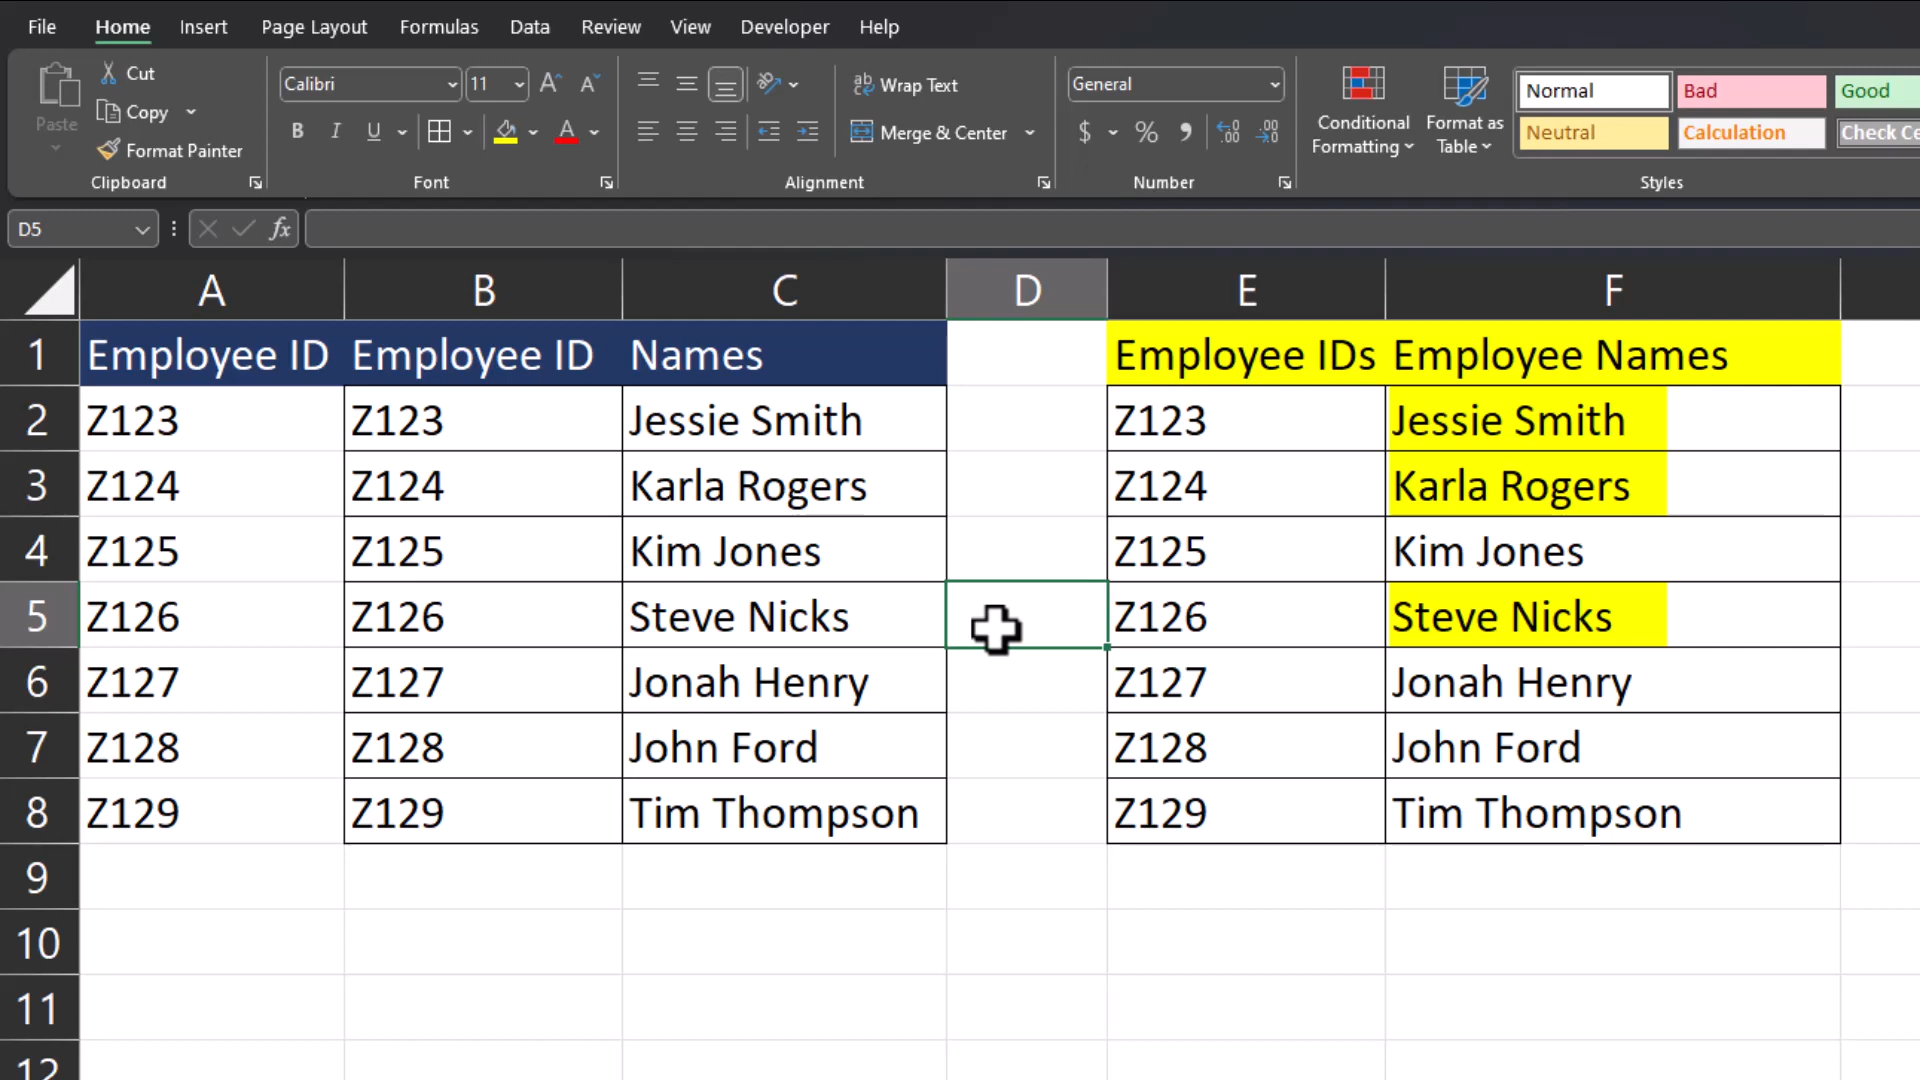 File Home Insert Page Layout Formulas Data Review View Developer Help
Paste
Cut
Copy
Format Painter
Clipboard
Calibri 11
B I U
Font
Wrap Text
Merge & Center
Alignment
General
$ %
Number
Conditional Formatting
Format as Table
Normal Bad Good
Neutral Calculation Check Ce
Styles
D5 fx
A B C D E F
1 Employee ID Employee ID Names Employee IDs Employee Names
2 Z123 Z123 Jessie Smith Z123 Jessie Smith
3 Z124 Z124 Karla Rogers Z124 Karla Rogers
4 Z125 Z125 Kim Jones Z125 Kim Jones
5 Z126 Z126 Steve Nicks Z126 Steve Nicks
6 Z127 Z127 Jonah Henry Z127 Jonah Henry
7 Z128 Z128 John Ford Z128 John Ford
8 Z129 Z129 Tim Thompson Z129 Tim Thompson
9
10
11
12